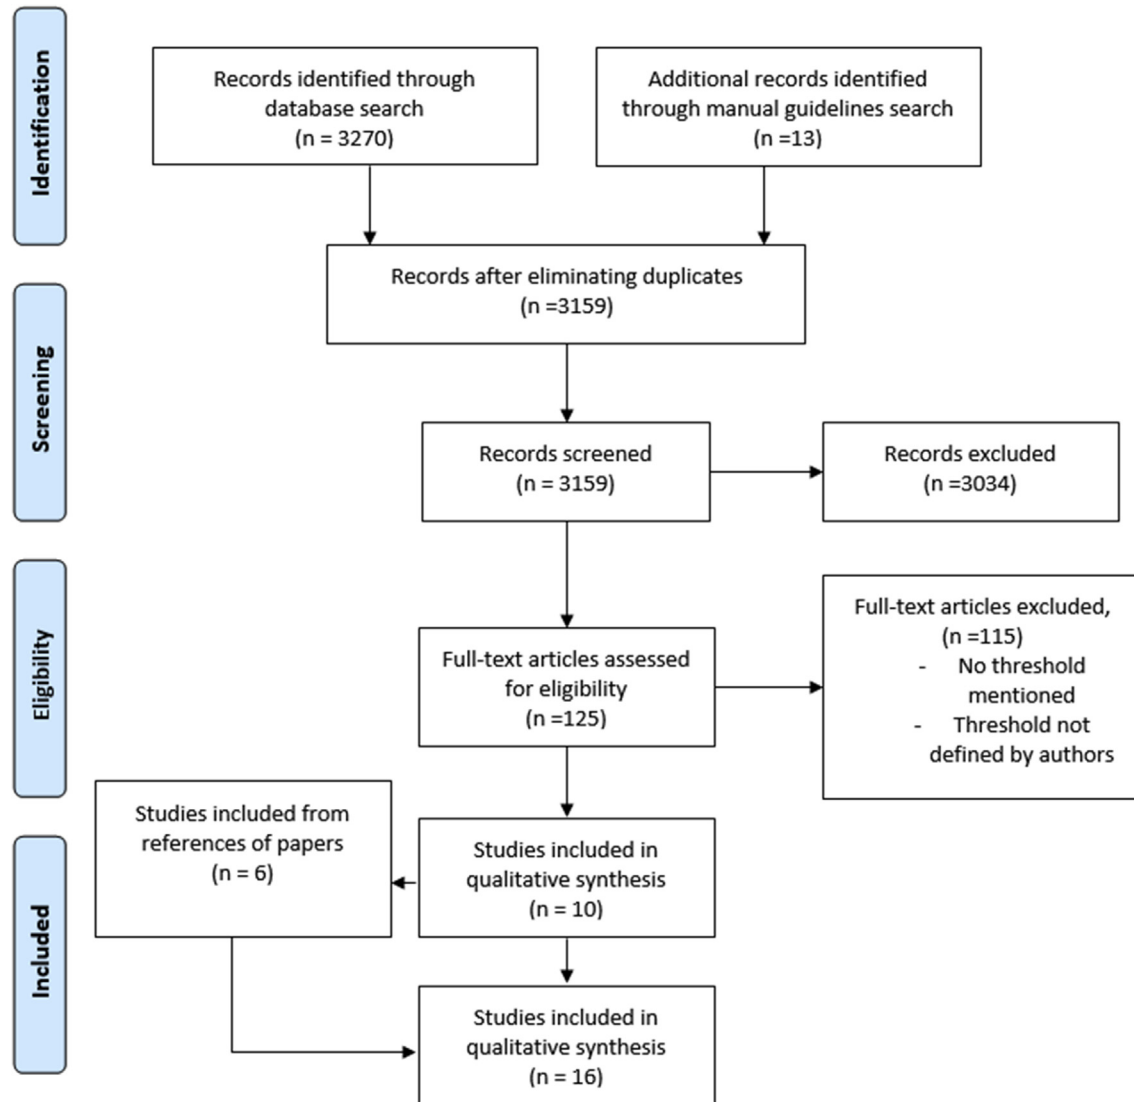 Identification
Records identified through
database search
(n = 3270)
Additional records identified
through manual guidelines search
(n =13)
Records after eliminating duplicates
(n =3159)
Screening
Records screened
(n = 3159)
Records excluded
(n =3034)
Eligibility
Full-text articles assessed
for eligibility
(n =125)
Full-text articles excluded,
(n =115)
- No threshold
mentioned
- Threshold not
defined by authors
Included
Studies included from
references of papers
(n = 6)
Studies included in
qualitative synthesis
(n = 10)
Studies included in
qualitative synthesis
(n = 16)